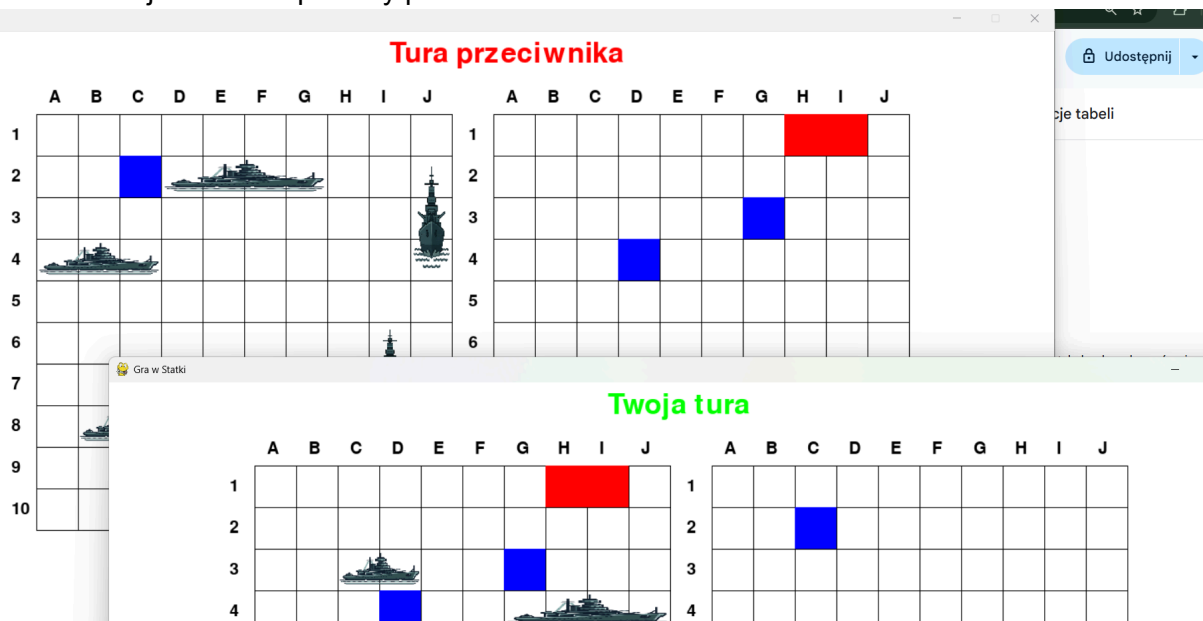 Tura przeciwnika
Udostępnij
A B C D E F G H I J A B C D E F G H I J
cje tabeli
1 1
2 2
3 3
4 4
5 5
6 6
7
8
9
10
Gra w Statki
Twoja tura
A B C D E F G H I J A B C D E F G H I J
1 1
2 2
3 3
4 4